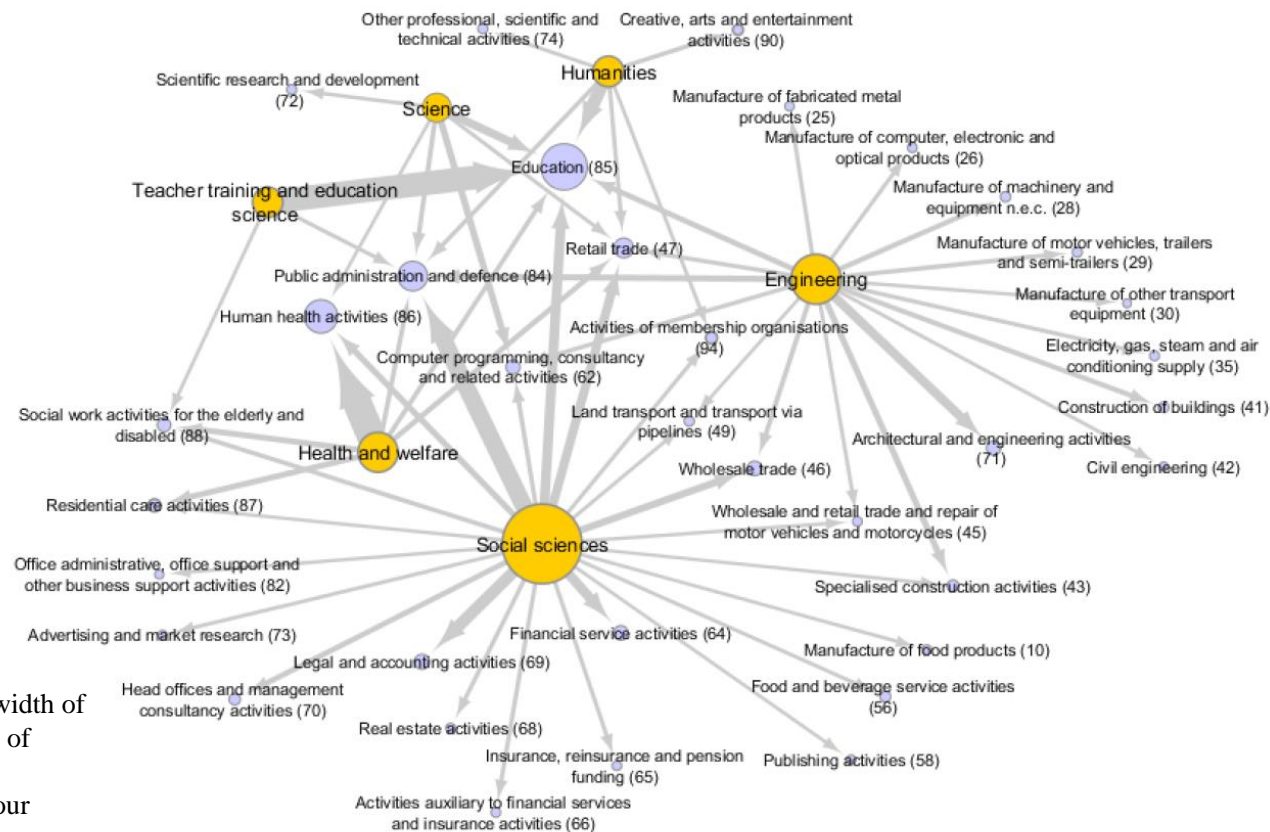 Other professional, scientific and
technical activities (74)
Creative, arts and entertainment
activities (90)
Humanities
Scientific research and development
(72)
Science
Manufacture of fabricated metal
products (25)
Manufacture of computer, electronic and
optical products (26)
Education (85)
Teacher training and education
science
Manufacture of machinery and
equipment n.e.c. (28)
Retail trade (47)
Manufacture of motor vehicles, trailers
and semi-trailers (29)
Public administration and defence (84)
Engineering
Manufacture of other transport
equipment (30)
Human health activities (86)
Activities of membership organisations
(94)
Electricity, gas, steam and air
conditioning supply (35)
Computer programming, consultancy
and related activities (62)
Construction of buildings (41)
Social work activities for the elderly and
disabled (88)
Land transport and transport via
pipelines (49)
Architectural and engineering activities
(71)
Health and welfare
Wholesale trade (46)
Civil engineering (42)
Residential care activities (87)
Wholesale and retail trade and repair of
motor vehicles and motorcycles (45)
Social sciences
Office administrative, office support and
other business support activities (82)
Specialised construction activities (43)
Advertising and market research (73)
Financial service activities (64)
Legal and accounting activities (69)
Manufacture of food products (10)
width of
of
our
Head offices and management
consultancy activities (70)
Food and beverage service activities
(56)
Real estate activities (68)
Insurance, reinsurance and pension
funding (65)
Publishing activities (58)
Activities auxiliary to financial services
and insurance activities (66)